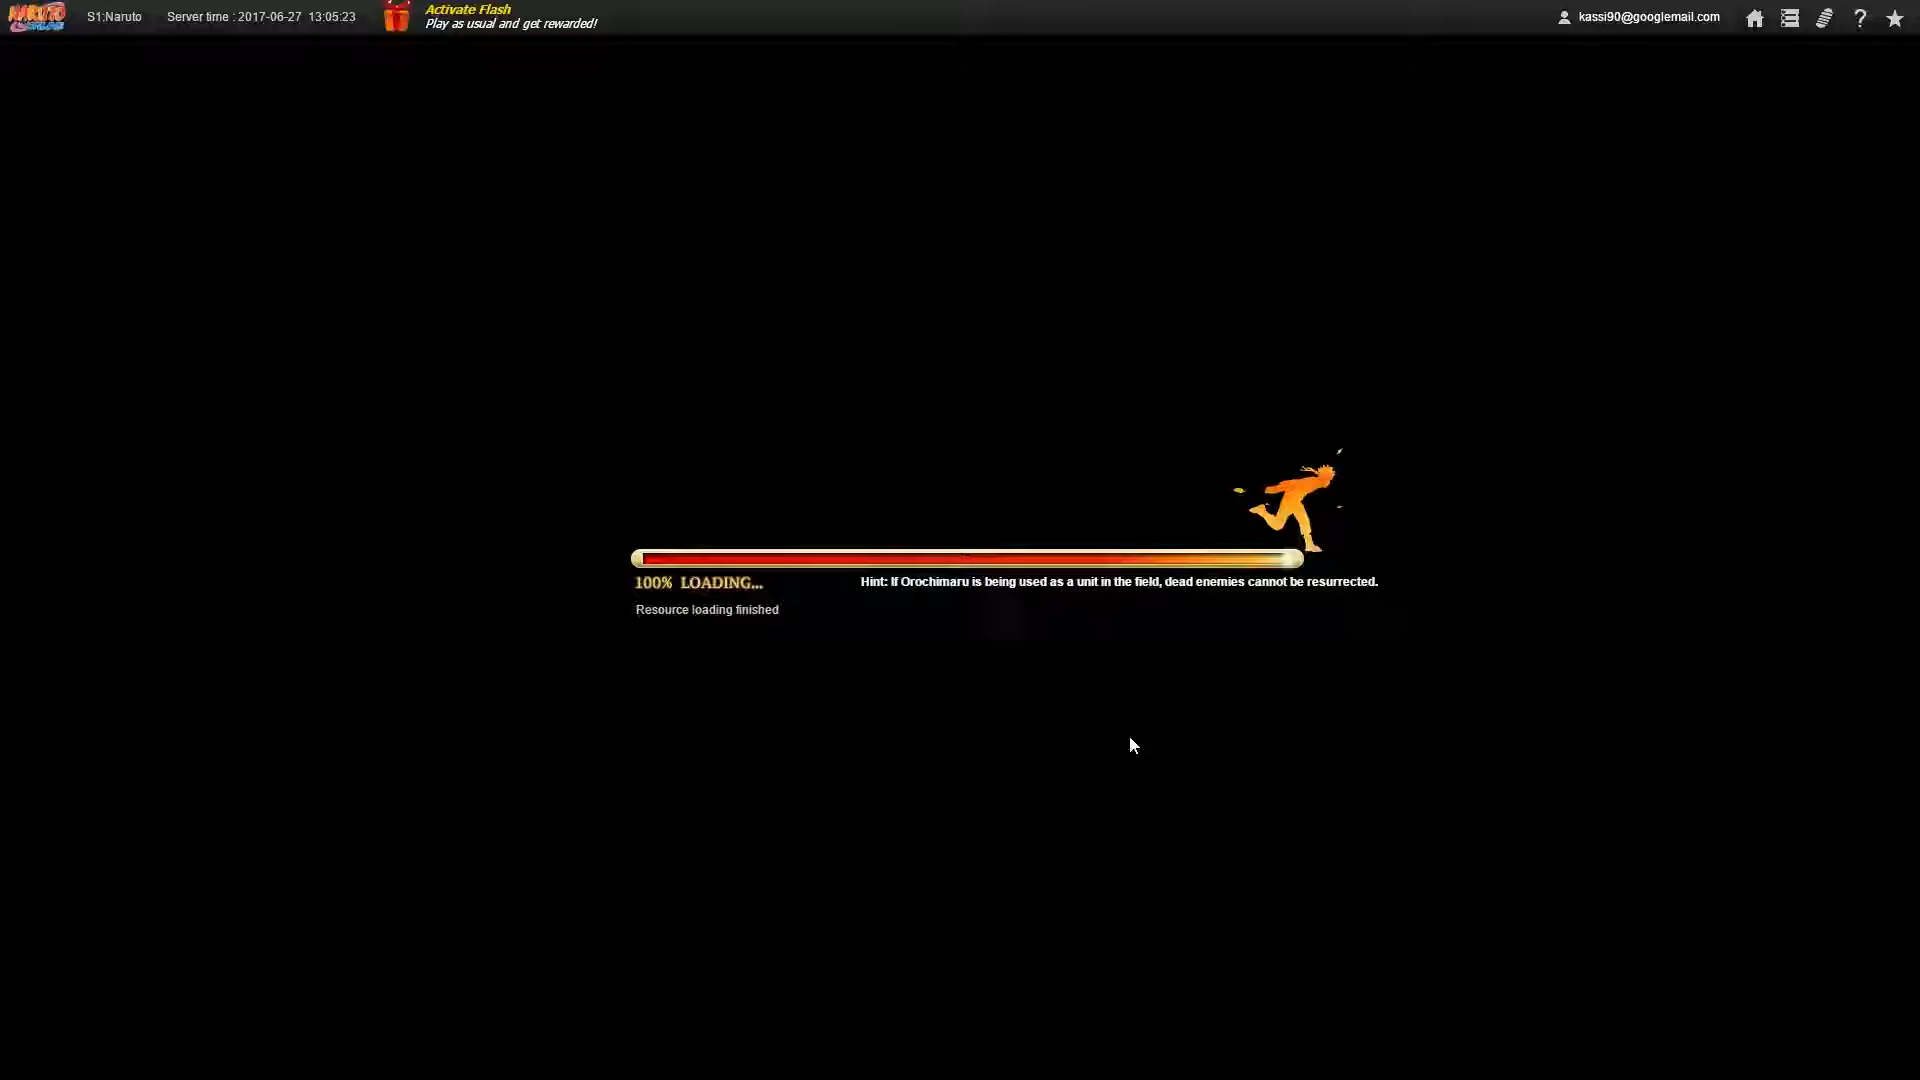 NARUTO
ONLINE
S1:Naruto
Server time : 2017-06-27 13:05:23
Activate Flash
Play as usual and get rewarded!
kassi90@googlemail.com
?
100% LOADING...
Hint: If Orochimaru is being used as a unit in the field, dead enemies cannot be resurrected.
Resource loading finished